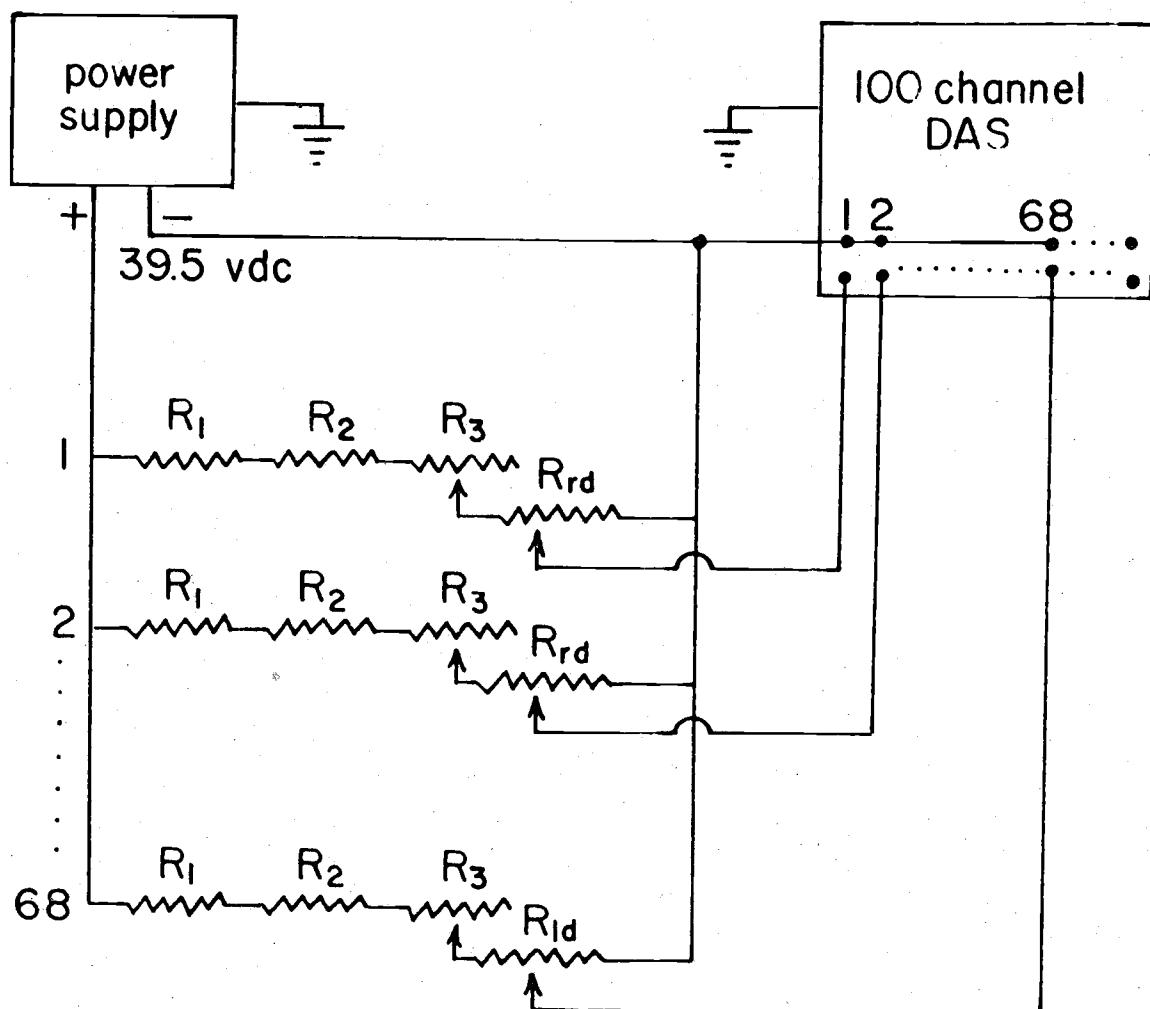 power
supply
100 channel
DAS
+
−
1 2 68
39.5 vdc
1
R1 R2 R3
Rrd
2
R1 R2 R3
Rrd
68
R1 R2 R3
R1d